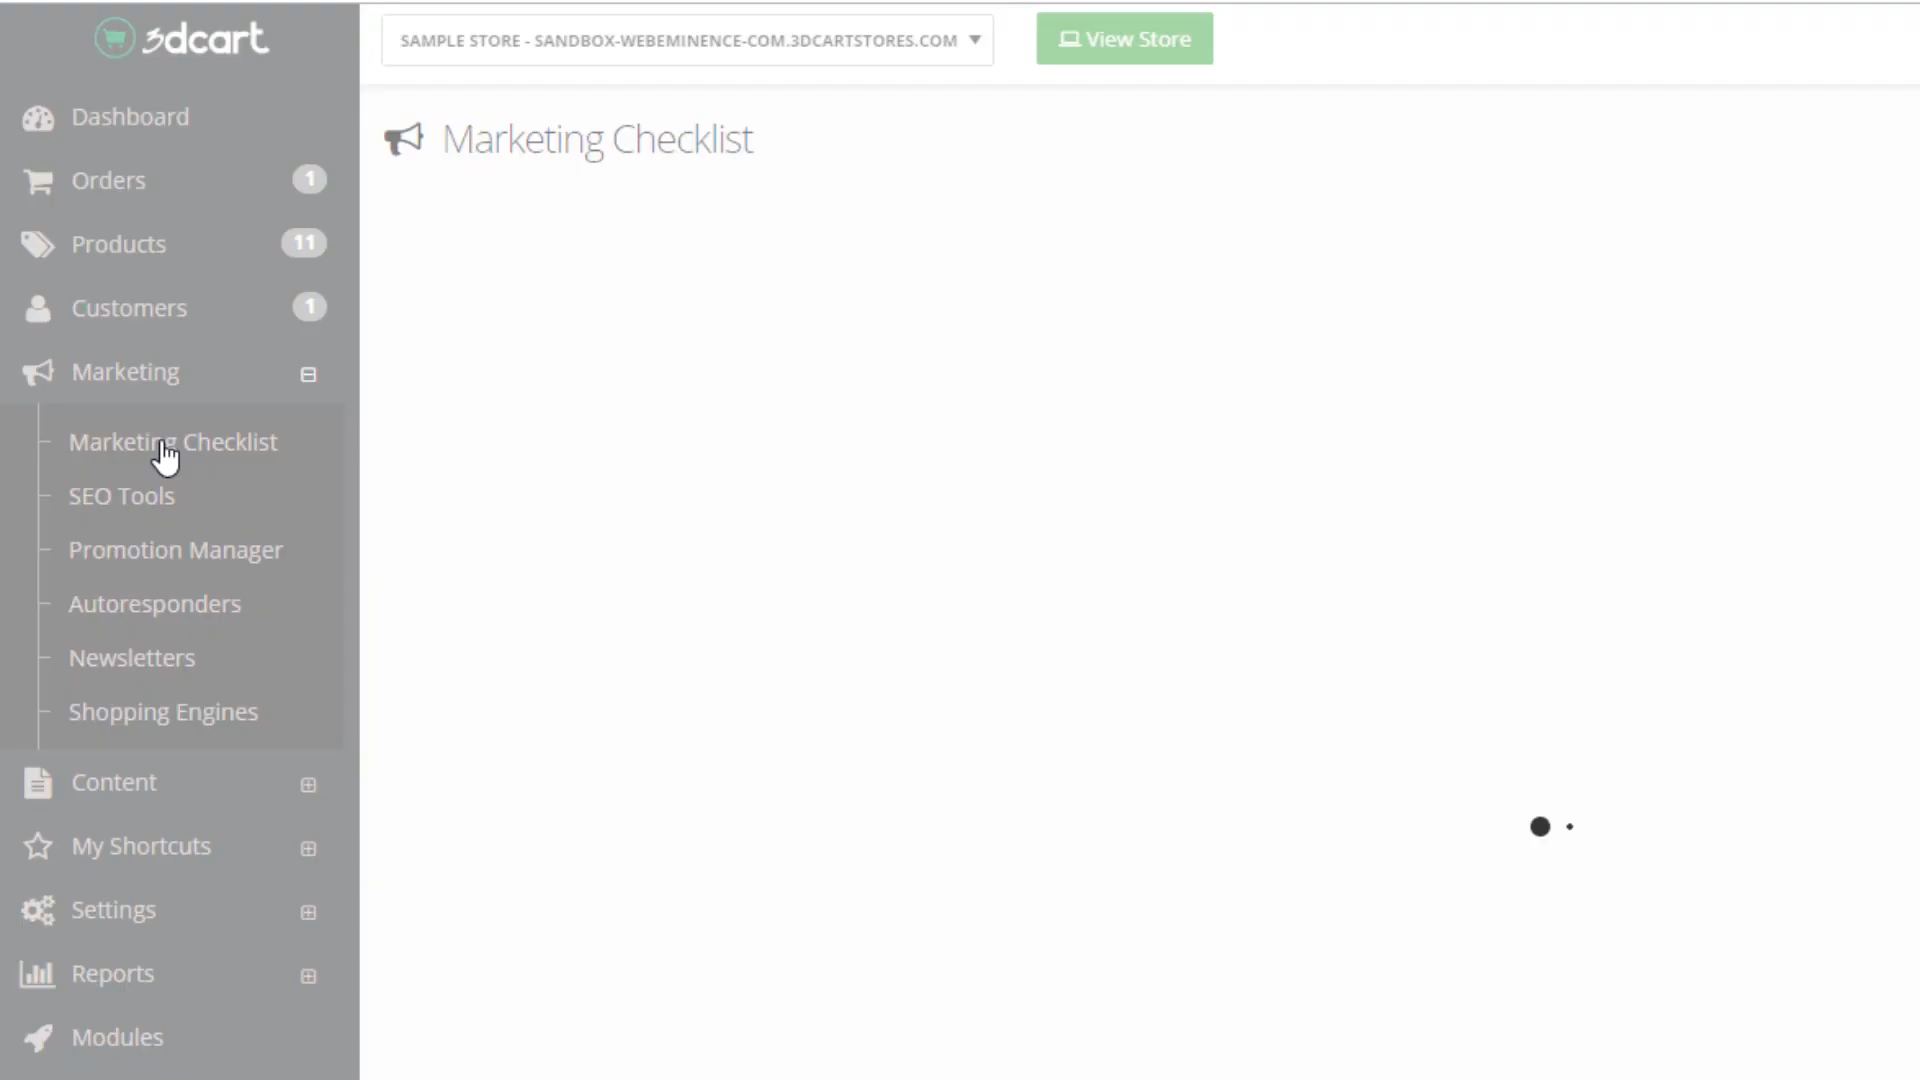 3dcart
SAMPLE STORE - SANDBOX-WEBEMINENCE-COM.3DCARTSTORES.COM
View Store
Marketing Checklist
Dashboard
Orders 1
Products 11
Customers 1
Marketing
Marketing Checklist
SEO Tools
Promotion Manager
Autoresponders
Newsletters
Shopping Engines
Content
My Shortcuts
Settings
Reports
Modules